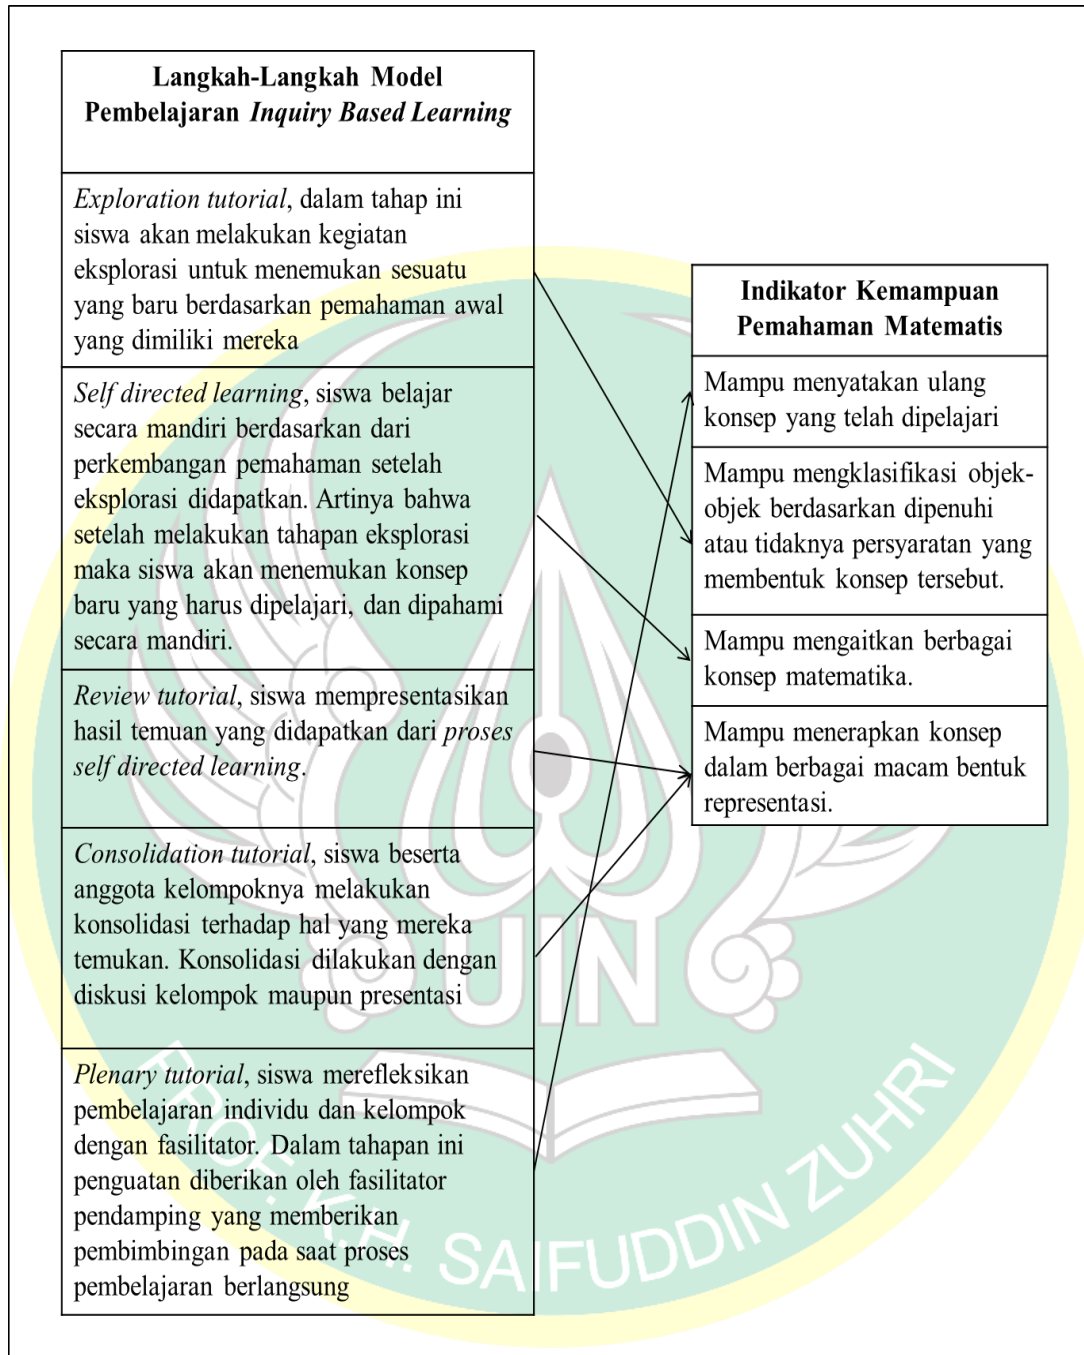 Langkah-Langkah Model
Pembelajaran Inquiry Based Learning
Exploration tutorial, dalam tahap ini
siswa akan melakukan kegiatan
eksplorasi untuk menemukan sesuatu
yang baru berdasarkan pemahaman awal
yang dimiliki mereka
Self directed learning, siswa belajar
secara mandiri berdasarkan dari
perkembangan pemahaman setelah
eksplorasi didapatkan. Artinya bahwa
setelah melakukan tahapan eksplorasi
maka siswa akan menemukan konsep
baru yang harus dipelajari, dan dipahami
secara mandiri.
Review tutorial, siswa mempresentasikan
hasil temuan yang didapatkan dari proses
self directed learning.
Consolidation tutorial, siswa beserta
anggota kelompoknya melakukan
konsolidasi terhadap hal yang mereka
temukan. Konsolidasi dilakukan dengan
diskusi kelompok maupun presentasi
Plenary tutorial, siswa merefleksikan
pembelajaran individu dan kelompok
dengan fasilitator. Dalam tahapan ini
penguatan diberikan oleh fasilitator
pendamping yang memberikan
pembimbingan pada saat proses
pembelajaran berlangsung
Indikator Kemampuan
Pemahaman Matematis
Mampu menyatakan ulang
konsep yang telah dipelajari
Mampu mengklasifikasi objek-
objek berdasarkan dipenuhi
atau tidaknya persyaratan yang
membentuk konsep tersebut.
Mampu mengaitkan berbagai
konsep matematika.
Mampu menerapkan konsep
dalam berbagai macam bentuk
representasi.
UIN
PROF. K.H. SAIFUDDIN ZUHRI